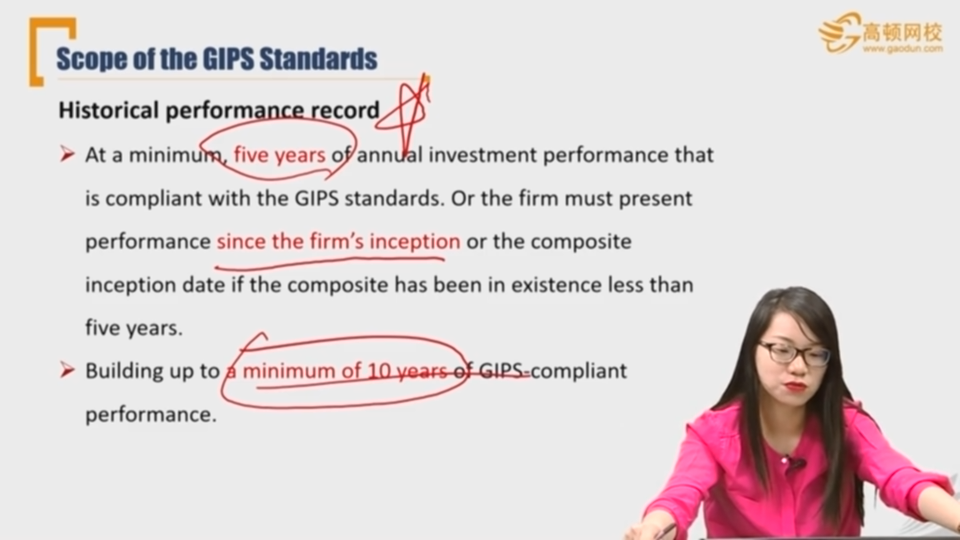 高顿网校
www.gaodun.com
Scope of the GIPS Standards
Historical performance record
At a minimum, five years of annual investment performance that
is compliant with the GIPS standards. Or the firm must present
performance since the firm's inception or the composite
inception date if the composite has been in existence less than
five years.
Building up to a minimum of 10 years of GIPS-compliant
performance.